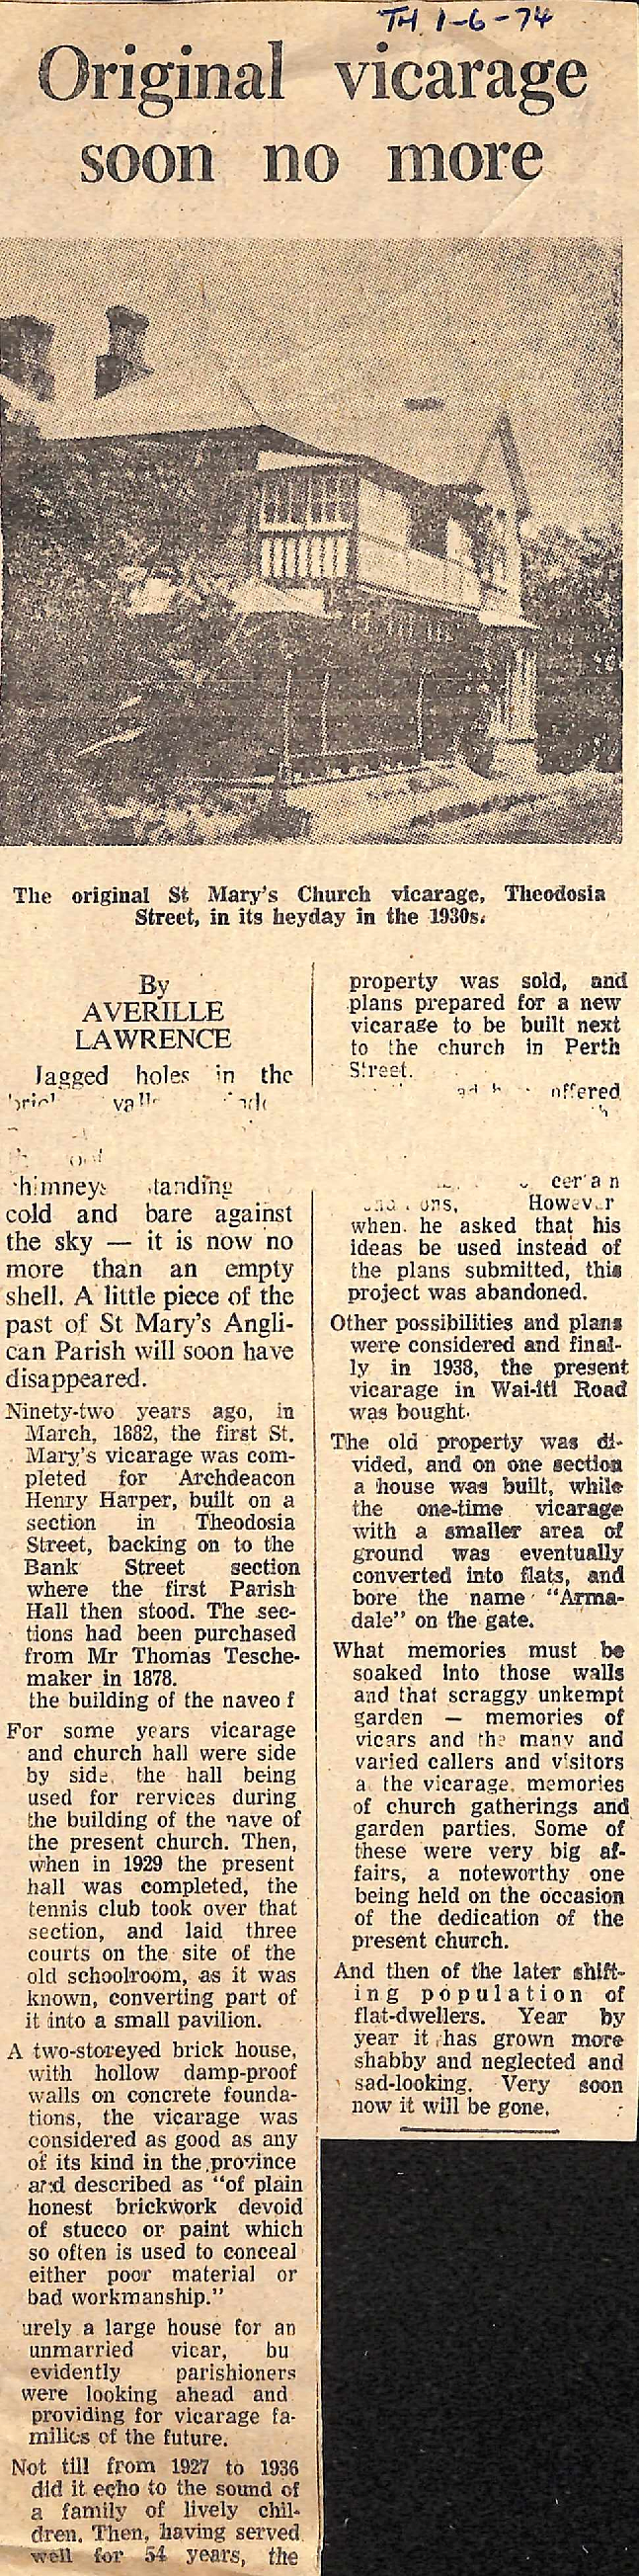 TH 1-6-74
Original vicarage
soon no more
The original St Mary's Church vicarage, Theodosia
Street, in its heyday in the 1930s.
By
AVERILLE
LAWRENCE
Jagged holes in the
himneys tanding
cold and bare against
the sky — it is now no
more than an empty
shell. A little piece of the
past of St Mary's Angli-
can Parish will soon have
disappeared.
Ninety-two years ago, in
March, 1882, the first St.
Mary's vicarage was com-
pleted for Archdeacon
Henry Harper, built on a
section in Theodosia
Street, backing on to the
Bank Street section
where the first Parish
Hall then stood. The sec-
tions had been purchased
from Mr Thomas Tesche-
maker in 1878.
the building of the naveo f
For some years vicarage
and church hall were side
by side, the hall being
used for rervices during
the building of the nave of
the present church. Then,
when in 1929 the present
hall was completed, the
tennis club took over that
section, and laid three
courts on the site of the
old schoolroom, as it was
known, converting part of
it into a small pavilion.
A two-storeyed brick house,
with hollow damp-proof
walls on concrete founda-
tions, the vicarage was
considered as good as any
of its kind in the province
and described as "of plain
honest brickwork devoid
of stucco or paint which
so often is used to conceal
either poor material or
bad workmanship."
urely a large house for an
unmarried vicar, bu
evidently parishioners
were looking ahead and
providing for vicarage fa-
milies of the future.
Not till from 1927 to 1936
did it echo to the sound of
a family of lively chil-
dren. Then, having served
well for 54 years, the
property was sold, and
plans prepared for a new
vicarage to be built next
to the church in Perth
Street.
offered
However
when he asked that his
ideas be used instead of
the plans submitted, this
project was abandoned.
Other possibilities and plans
were considered and final-
ly in 1938, the present
vicarage in Wai-iti Road
was bought.
The old property was di-
vided, and on one section
a house was built, while
the one-time vicarage
with a smaller area of
ground was eventually
converted into flats, and
bore the name "Arma-
dale" on the gate.
What memories must be
soaked into those walls
and that scraggy unkempt
garden — memories of
vicars and the many and
varied callers and visitors
a the vicarage, memories
of church gatherings and
garden parties. Some of
these were very big af-
fairs, a noteworthy one
being held on the occasion
of the dedication of the
present church.
And then of the later shift-
ing population of
flat-dwellers. Year by
year it has grown more
shabby and neglected and
sad-looking. Very soon
now it will be gone.